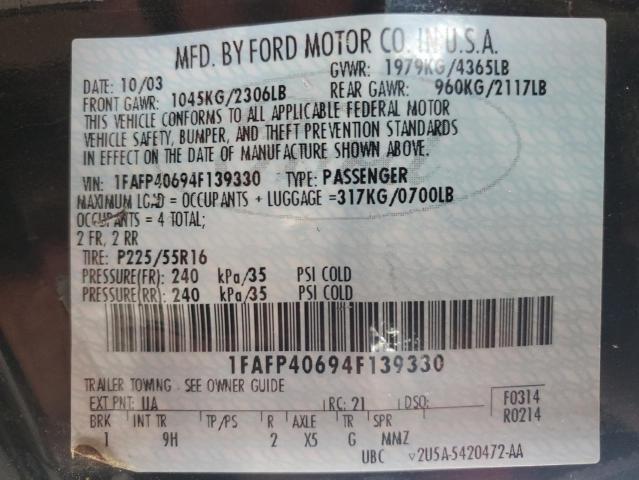 MFD. BY FORD MOTOR CO. IN U.S.A.
DATE: 10/03 GVWR: 1979KG/4365LB
FRONT GAWR: 1045KG/2306LB REAR GAWR: 960KG/2117LB
THIS VEHICLE CONFORMS TO ALL APPLICABLE FEDERAL MOTOR
VEHICLE SAFETY, BUMPER, AND THEFT PREVENTION STANDARDS
IN EFFECT ON THE DATE OF MANUFACTURE SHOWN ABOVE.
VIN: 1FAFP40694F139330 TYPE: PASSENGER
MAXIMUM LOAD = OCCUPANTS + LUGGAGE =317KG/0700LB
OCCUPANTS = 4 TOTAL;
2 FR, 2 RR
TIRE: P225/55R16
PRESSURE(FR): 240 kPa/35 PSI COLD
PRESSURE(RR): 240 kPa/35 PSI COLD
1FAFP40694F139330
TRAILER TOWING - SEE OWNER GUIDE
EXT PNT: UA RC: 21 DSO: F0314
BRK INT TR TP/PS R AXLE TR SPR R0214
1 9H 2 X5 G MMZ
UBC ▽2U5A-5420472-AA